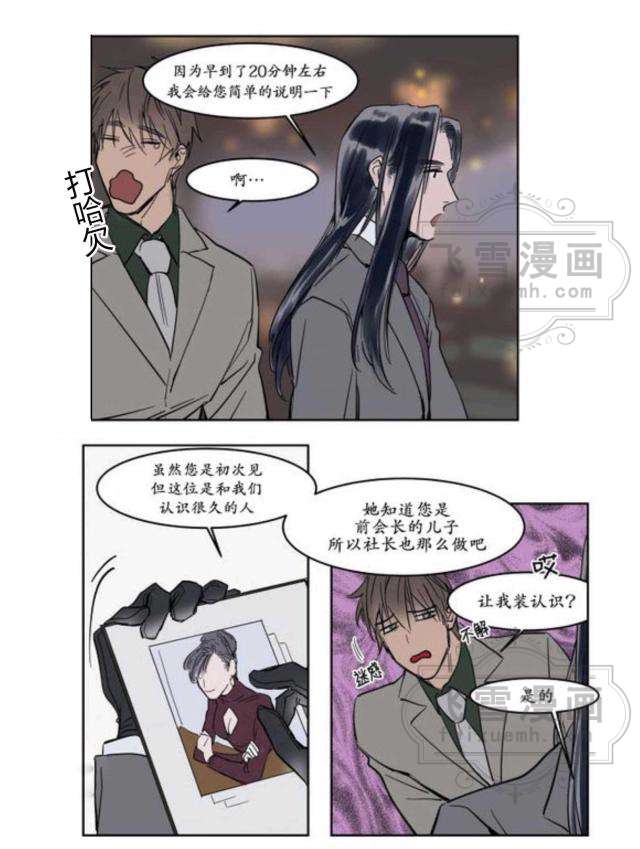 因为早到了20分钟左右
我会给您简单的说明一下
啊…
打哈欠
飞雪漫画
feixuemh.com
虽然您是初次见
但这位是和我们
认识很久的人
她知道您是
前会长的儿子
所以社长也那么做吧
哎
让我装认识?
不解
迷惑
是的
飞雪漫画
feixuemh.com